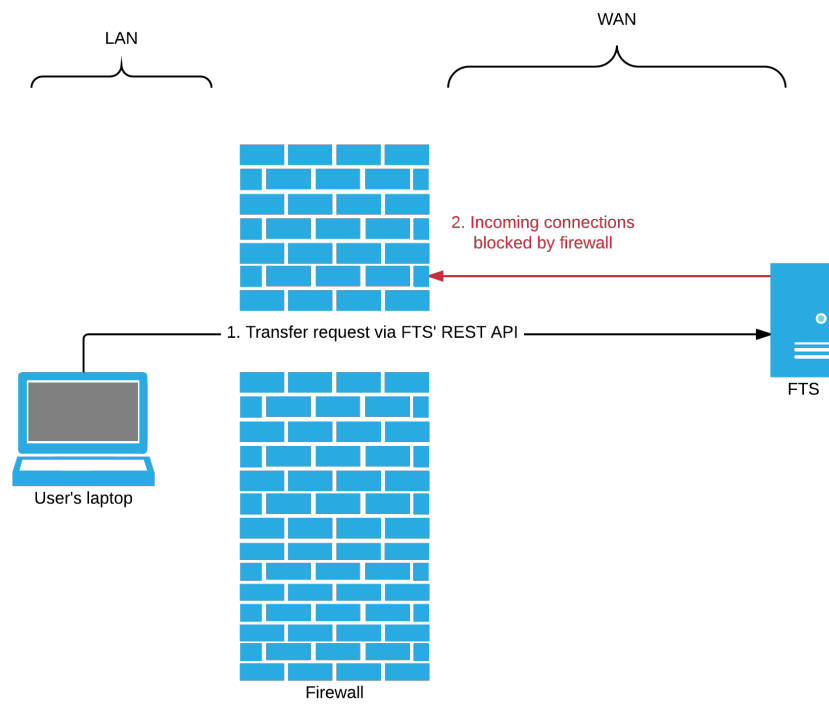 LAN
WAN
2. Incoming connections
blocked by firewall
1. Transfer request via FTS' REST API
FTS
User's laptop
Firewall